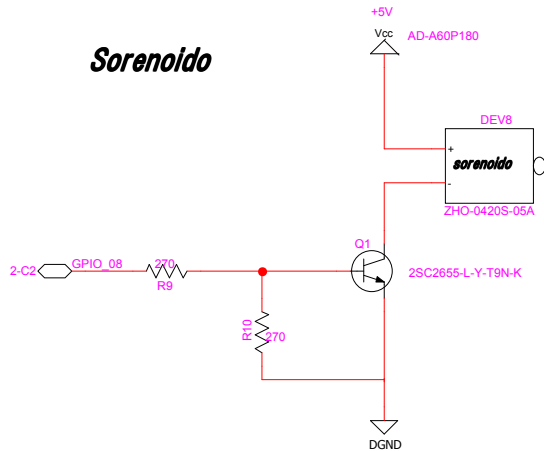 +5V
Vcc
AD-A60P180
Sorenoido
DEV8
+
sorenoido
-
ZHO-0420S-05A
Q1
2-C2
GPIO_08
270
R9
2SC2655-L-Y-T9N-K
R10
270
DGND